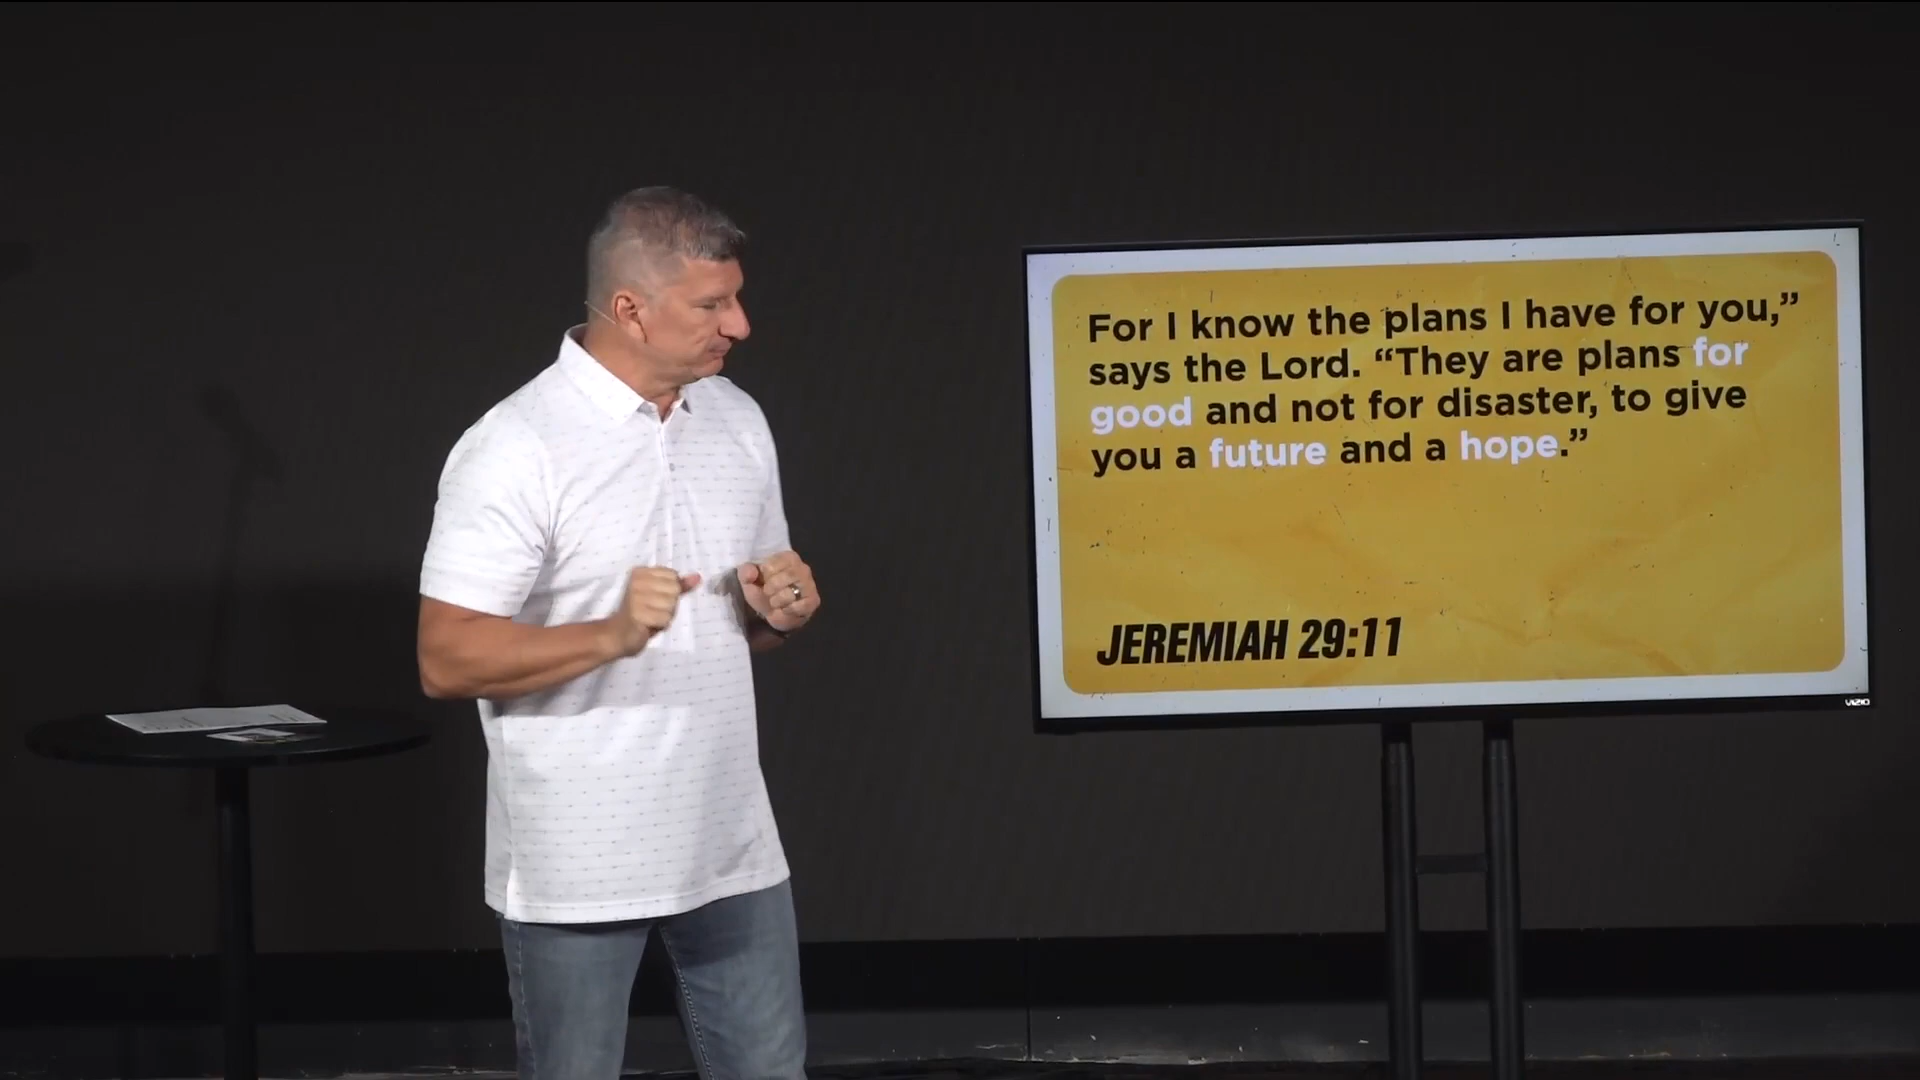 For I know the plans I have for you,”
says the Lord. “They are plans for
good and not for disaster, to give
you a future and a hope.”
JEREMIAH 29:11
VIZIO